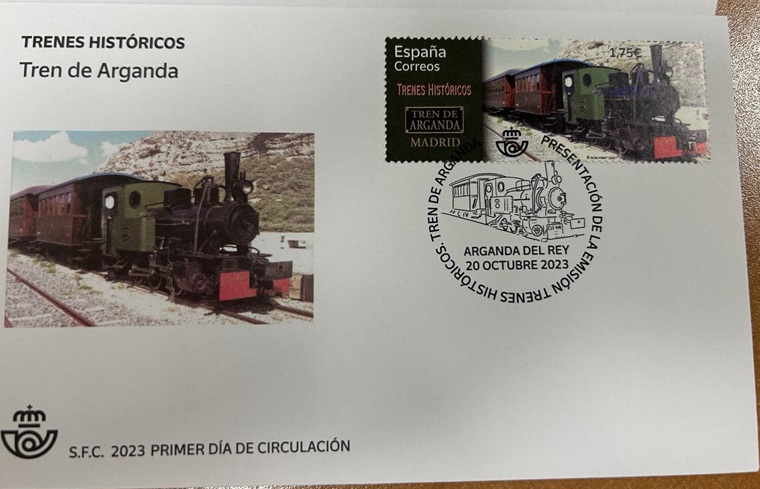 TRENES HISTÓRICOS
Tren de Arganda
España
Correos
1,75€
TRENES HISTÓRICOS
TREN DE
ARGANDA
MADRID
PRESENTACIÓN DE LA EMISIÓN TRENES HISTÓRICOS. TREN DE ARGANDA
ARGANDA DEL REY
20 OCTUBRE 2023
S.F.C. 2023 PRIMER DÍA DE CIRCULACIÓN